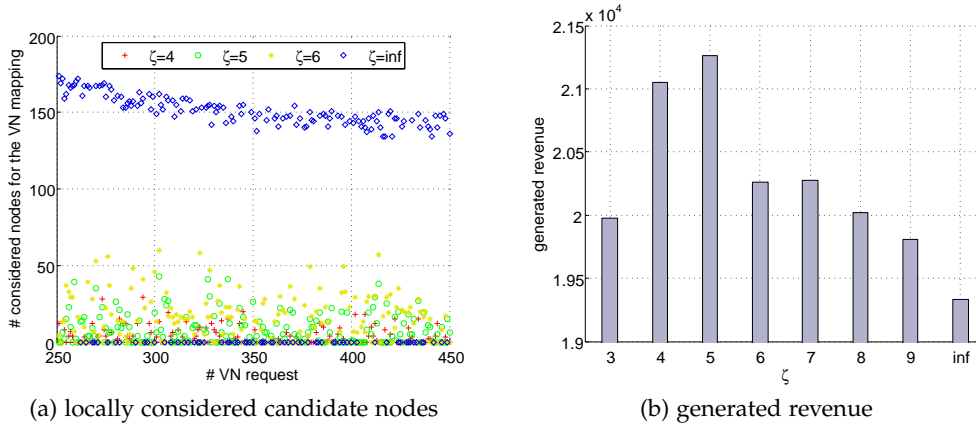 200
150
100
50
0
250
300
350
400
450
# considered nodes for the VN mapping
# VN request
ζ=4 ζ=5 ζ=6 ζ=inf
(a) locally considered candidate nodes
x 10⁴
2.15
2.1
2.05
2
1.95
1.9
generated revenue
3 4 5 6 7 8 9 inf
ζ
(b) generated revenue